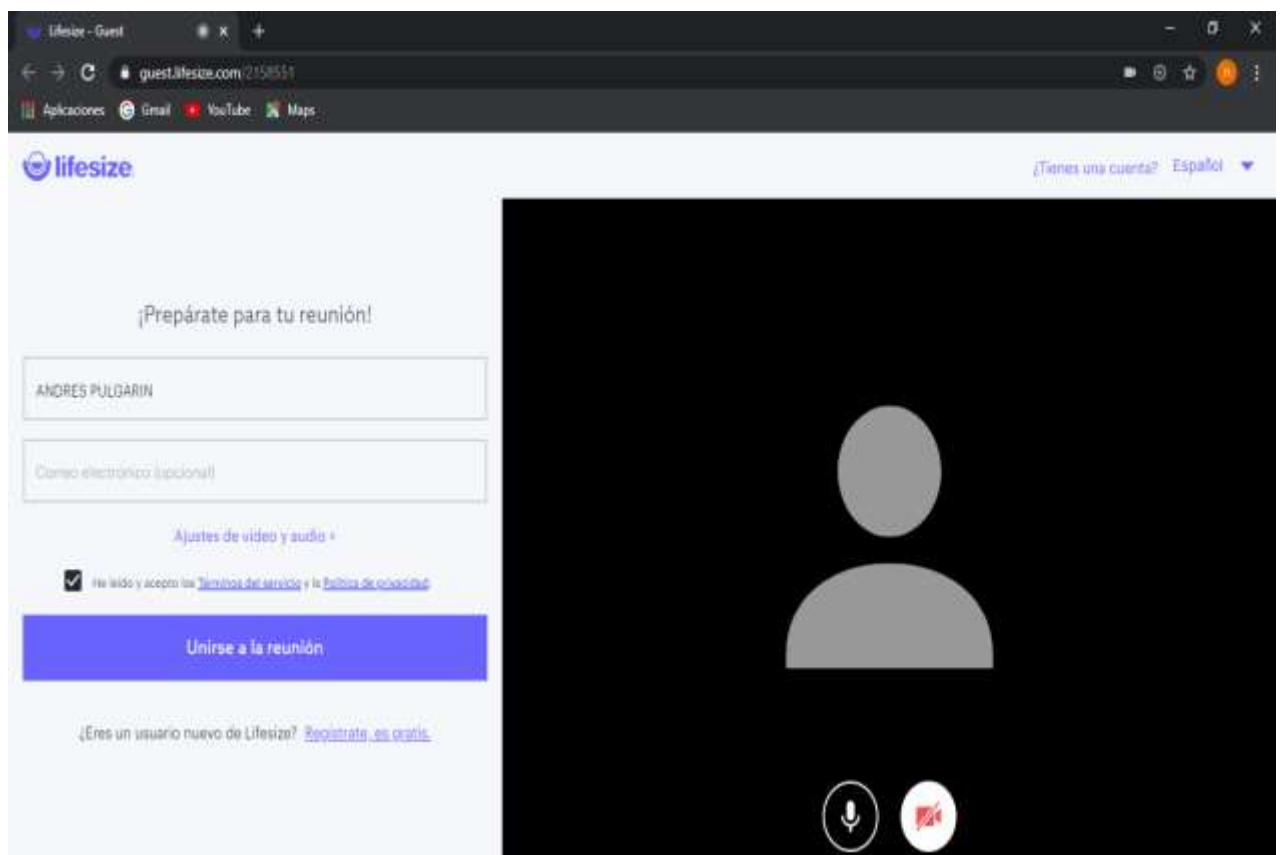 Lifesize - Guest
guest.lifesize.com/2158551
Aplicaciones Gmail YouTube Maps
lifesize
¿Tienes una cuenta? Español
¡Prepárate para tu reunión!
ANDRES PULGARIN
Correo electrónico (opcional)
Ajustes de vídeo y audio
He leído y acepto los Términos del servicio y la Política de privacidad.
Unirse a la reunión
¿Eres un usuario nuevo de Lifesize? Regístrate, es gratis.